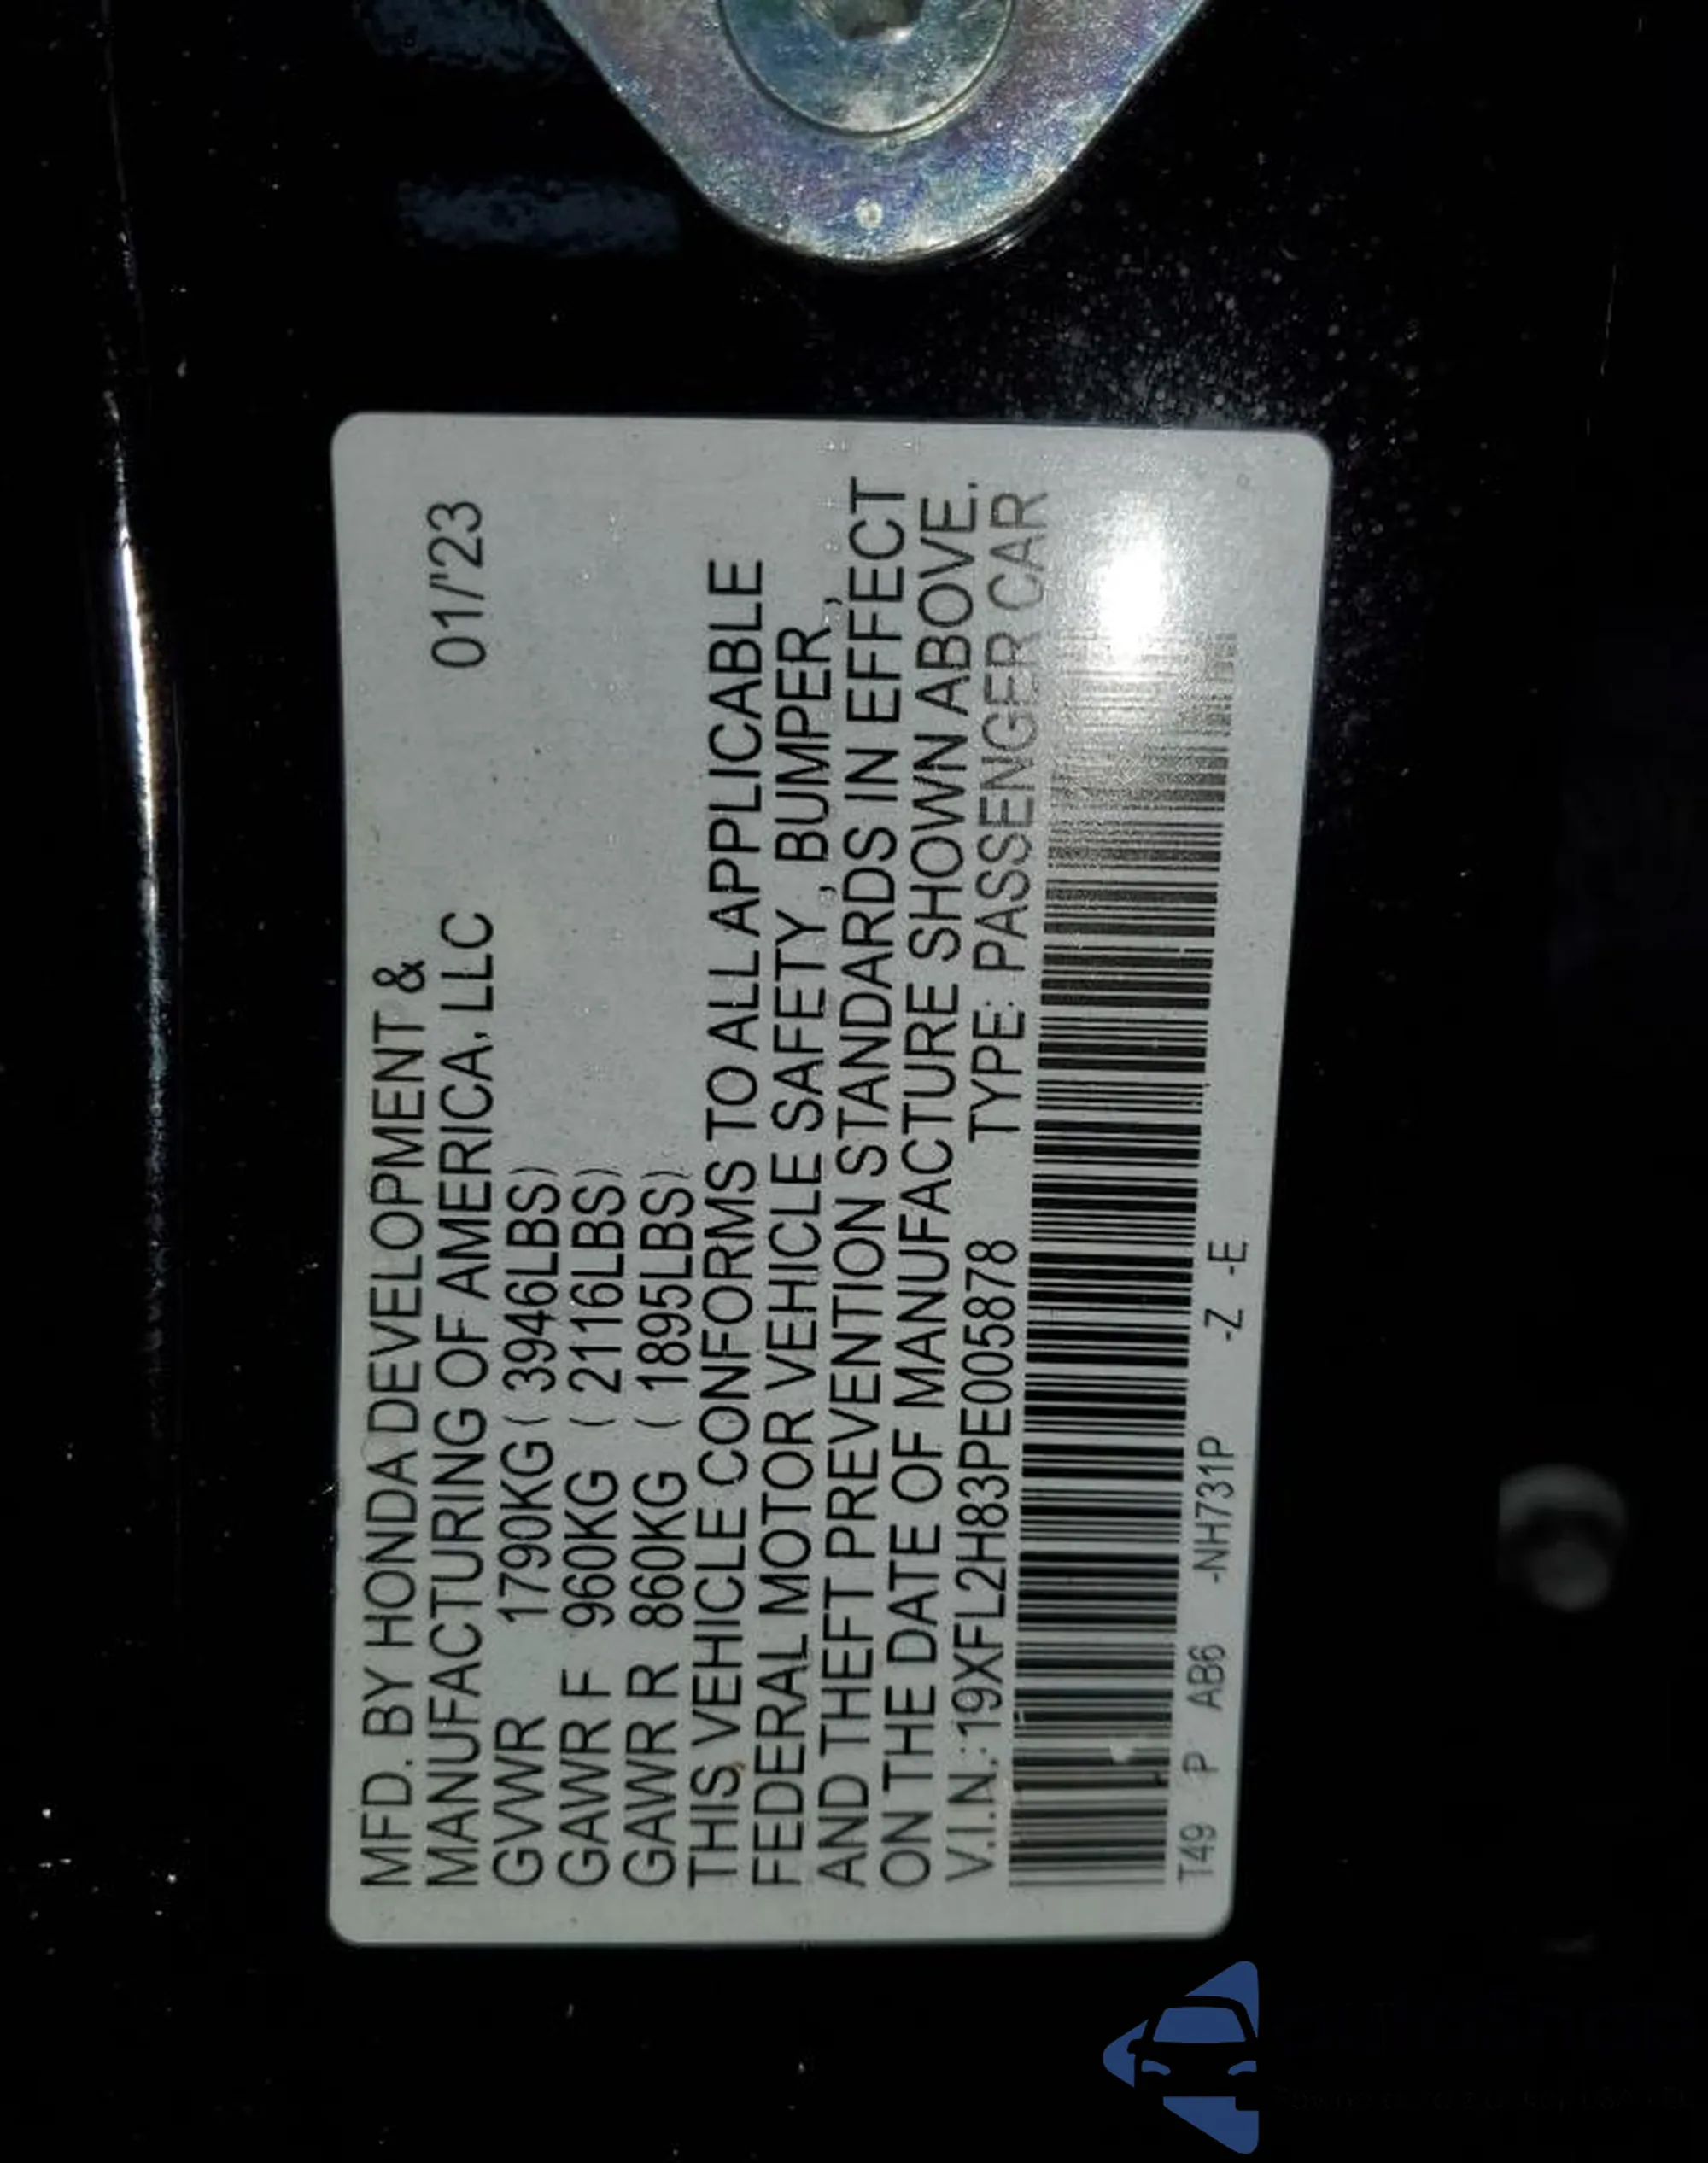 MFD. BY HONDA DEVELOPMENT &
MANUFACTURING OF AMERICA, LLC 01/'23
GVWR 1790KG ( 3946LBS)
GAWR F 960KG ( 2116LBS)
GAWR R 860KG ( 1895LBS)
THIS VEHICLE CONFORMS TO ALL APPLICABLE
FEDERAL MOTOR VEHICLE SAFETY , BUMPER ,
AND THEFT PREVENTION STANDARDS IN EFFECT
ON THE DATE OF MANUFACTURE SHOWN ABOVE.
V.I.N.:19XFL2H83PE005878 TYPE: PASSENGER CAR
T49 P AB6 -NH731P -Z -E